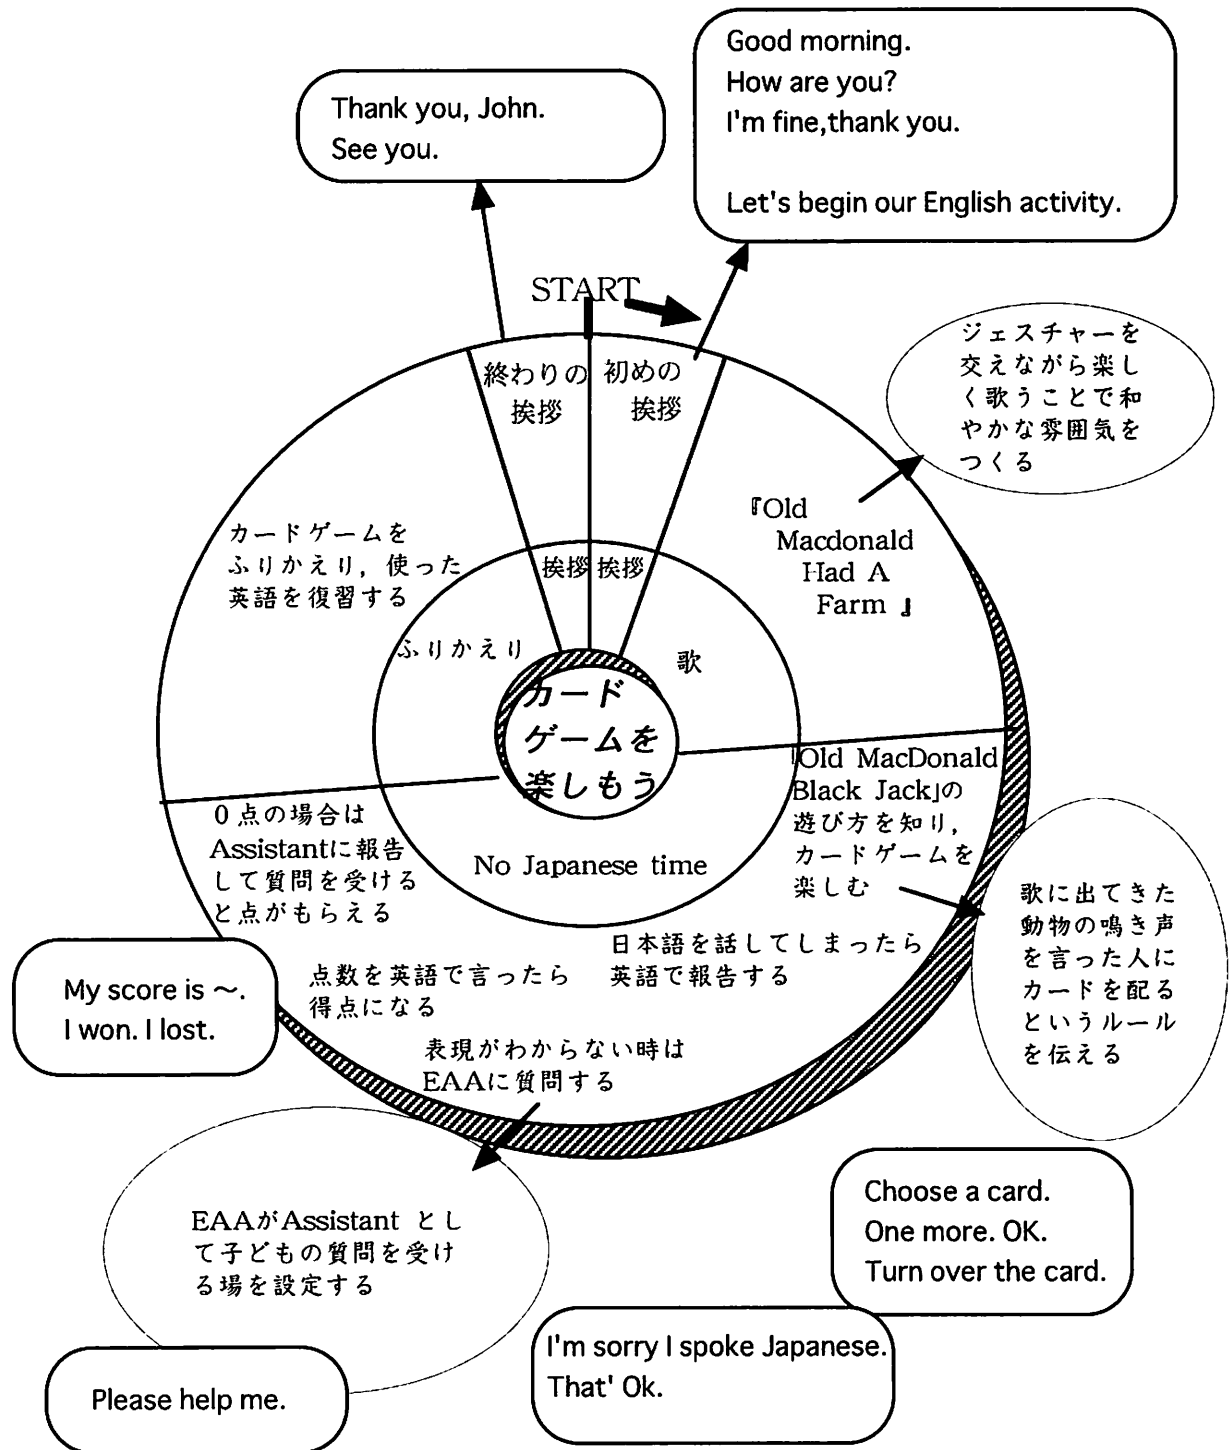 Good morning.
How are you?
I'm fine,thank you.
Let's begin our English activity.
Thank you, John.
See you.
START
終わりの
挨拶
初めの
挨拶
ジェスチャーを
交えながら楽し
く歌うことで和
やかな雰囲気を
つくる
『Old
Macdonald
Had A
Farm 』
カードゲームを
ふりかえり，使った
英語を復習する
挨拶
挨拶
ふりかえり
歌
カード
ゲームを
楽しもう
「Old MacDonald
Black Jack」の
遊び方を知り，
カードゲームを
楽しむ
0点の場合は
Assistantに報告
して質問を受ける
と点がもらえる
No Japanese time
歌に出てきた
動物の鳴き声
を言った人に
カードを配る
というルール
を伝える
日本語を話してしまったら
英語で報告する
点数を英語で言ったら
得点になる
My score is ～.
I won. I lost.
表現がわからない時は
EAAに質問する
Choose a card.
One more. OK.
Turn over the card.
EAAがAssistant とし
て子どもの質問を受け
る場を設定する
I'm sorry I spoke Japanese.
That' Ok.
Please help me.